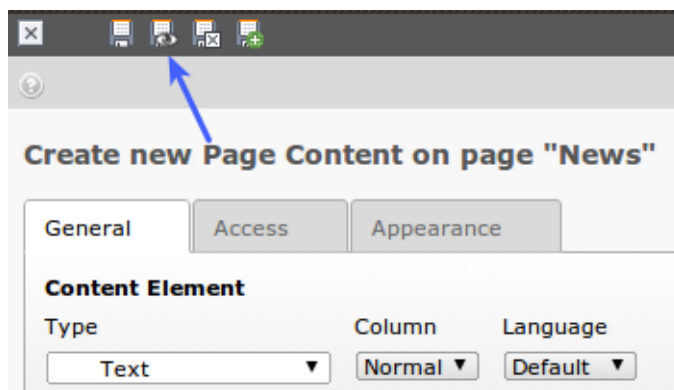 Create new Page Content on page "News"
General Access Appearance
Content Element
Type Column Language
Text Normal Default